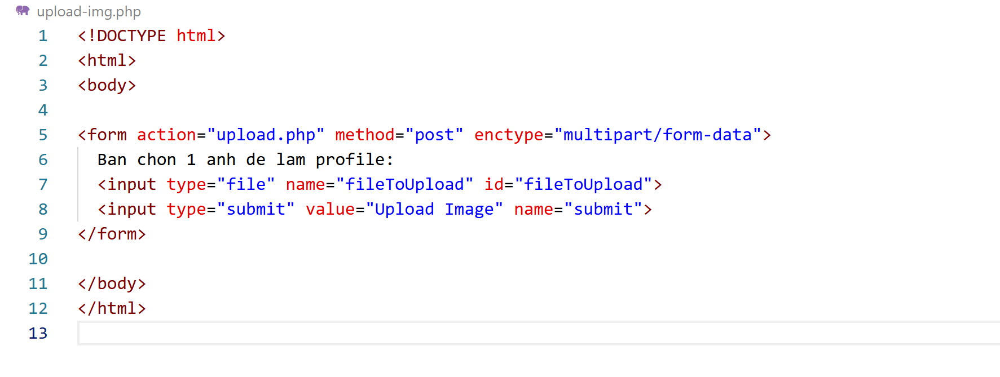 upload-img.php
1 <!DOCTYPE html>
2 <html>
3 <body>
4
5 <form action="upload.php" method="post" enctype="multipart/form-data">
6   Ban chon 1 anh de lam profile:
7   <input type="file" name="fileToUpload" id="fileToUpload">
8   <input type="submit" value="Upload Image" name="submit">
9 </form>
10
11 </body>
12 </html>
13